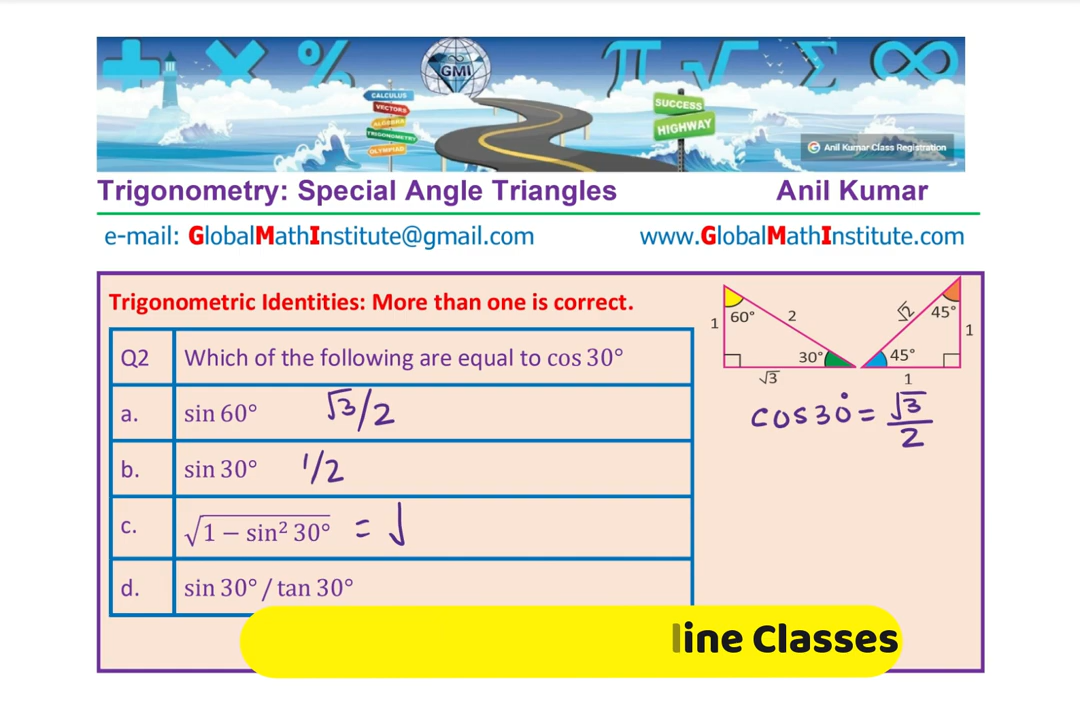 GMI
CALCULUS
VECTORS
ALGEBRA
TRIGONOMETRY
OLYMPIAD
SUCCESS
HIGHWAY
Anil Kumar Class Registration
Trigonometry: Special Angle Triangles Anil Kumar
e-mail: GlobalMathInstitute@gmail.com www.GlobalMathInstitute.com
Trigonometric Identities: More than one is correct.
Q2 Which of the following are equal to cos 30°
a. sin 60° √3/2
b. sin 30° 1/2
c. √(1 − sin² 30°) = √
d. sin 30° / tan 30°
1 60° 2 30° √3
√2 45° 1 45° 1
cos30° = √3/2
line Classes